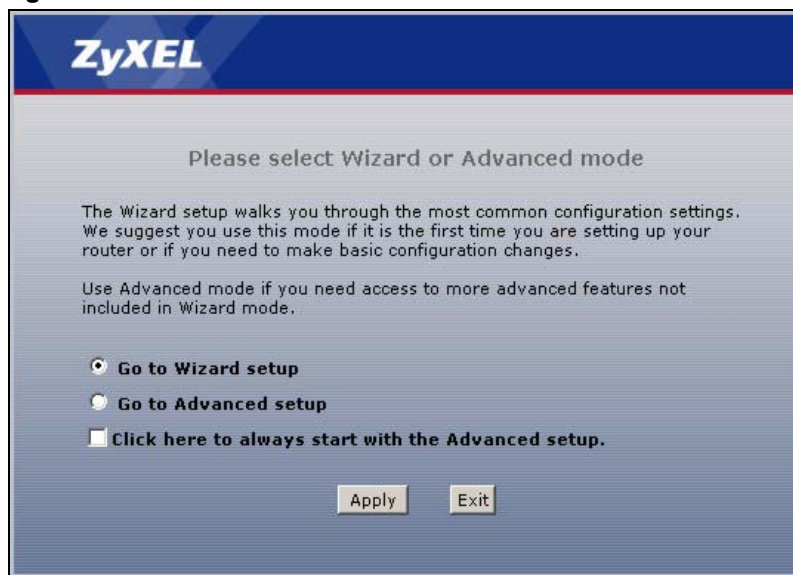 ZyXEL
Please select Wizard or Advanced mode
The Wizard setup walks you through the most common configuration settings.
We suggest you use this mode if it is the first time you are setting up your
router or if you need to make basic configuration changes.
Use Advanced mode if you need access to more advanced features not
included in Wizard mode.
Go to Wizard setup
Go to Advanced setup
Click here to always start with the Advanced setup.
Apply
Exit